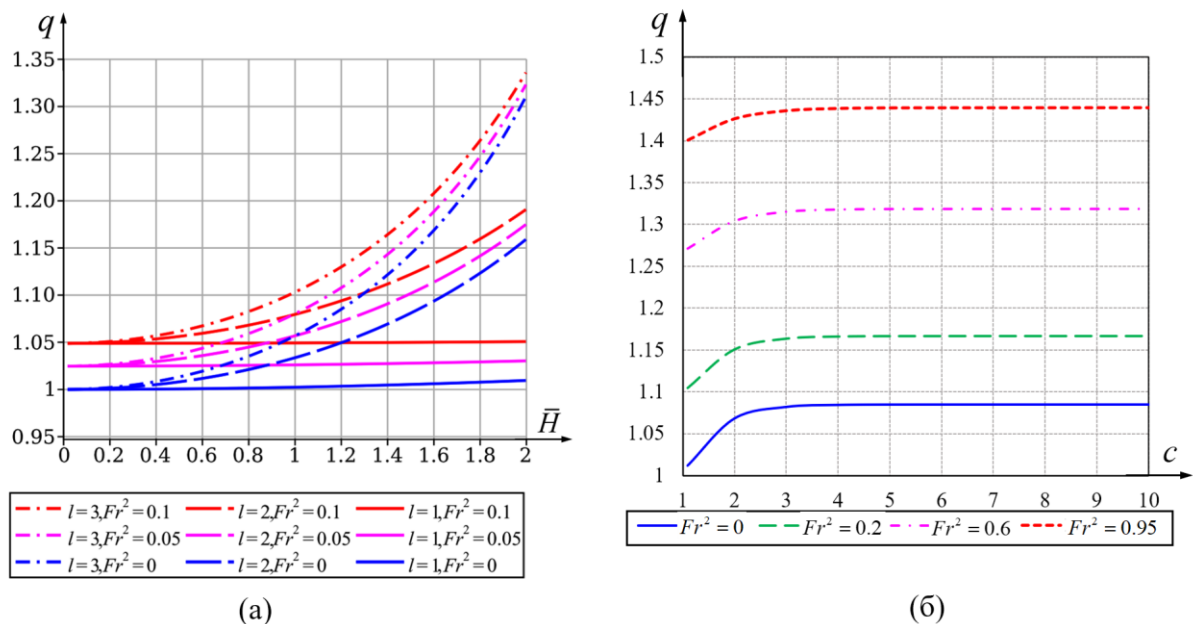 q
1.35
1.30
1.25
1.20
1.15
1.10
1.05
1
0.95
0 0.2 0.4 0.6 0.8 1 1.2 1.4 1.6 1.8 2
H̅
l=3,Fr²=0.1 l=2,Fr²=0.1 l=1,Fr²=0.1
l=3,Fr²=0.05 l=2,Fr²=0.05 l=1,Fr²=0.05
l=3,Fr²=0 l=2,Fr²=0 l=1,Fr²=0
(а)
q
1.5
1.45
1.4
1.35
1.3
1.25
1.2
1.15
1.1
1.05
1
c
1 2 3 4 5 6 7 8 9 10
Fr² = 0 Fr² = 0.2 Fr² = 0.6 Fr² = 0.95
(б)